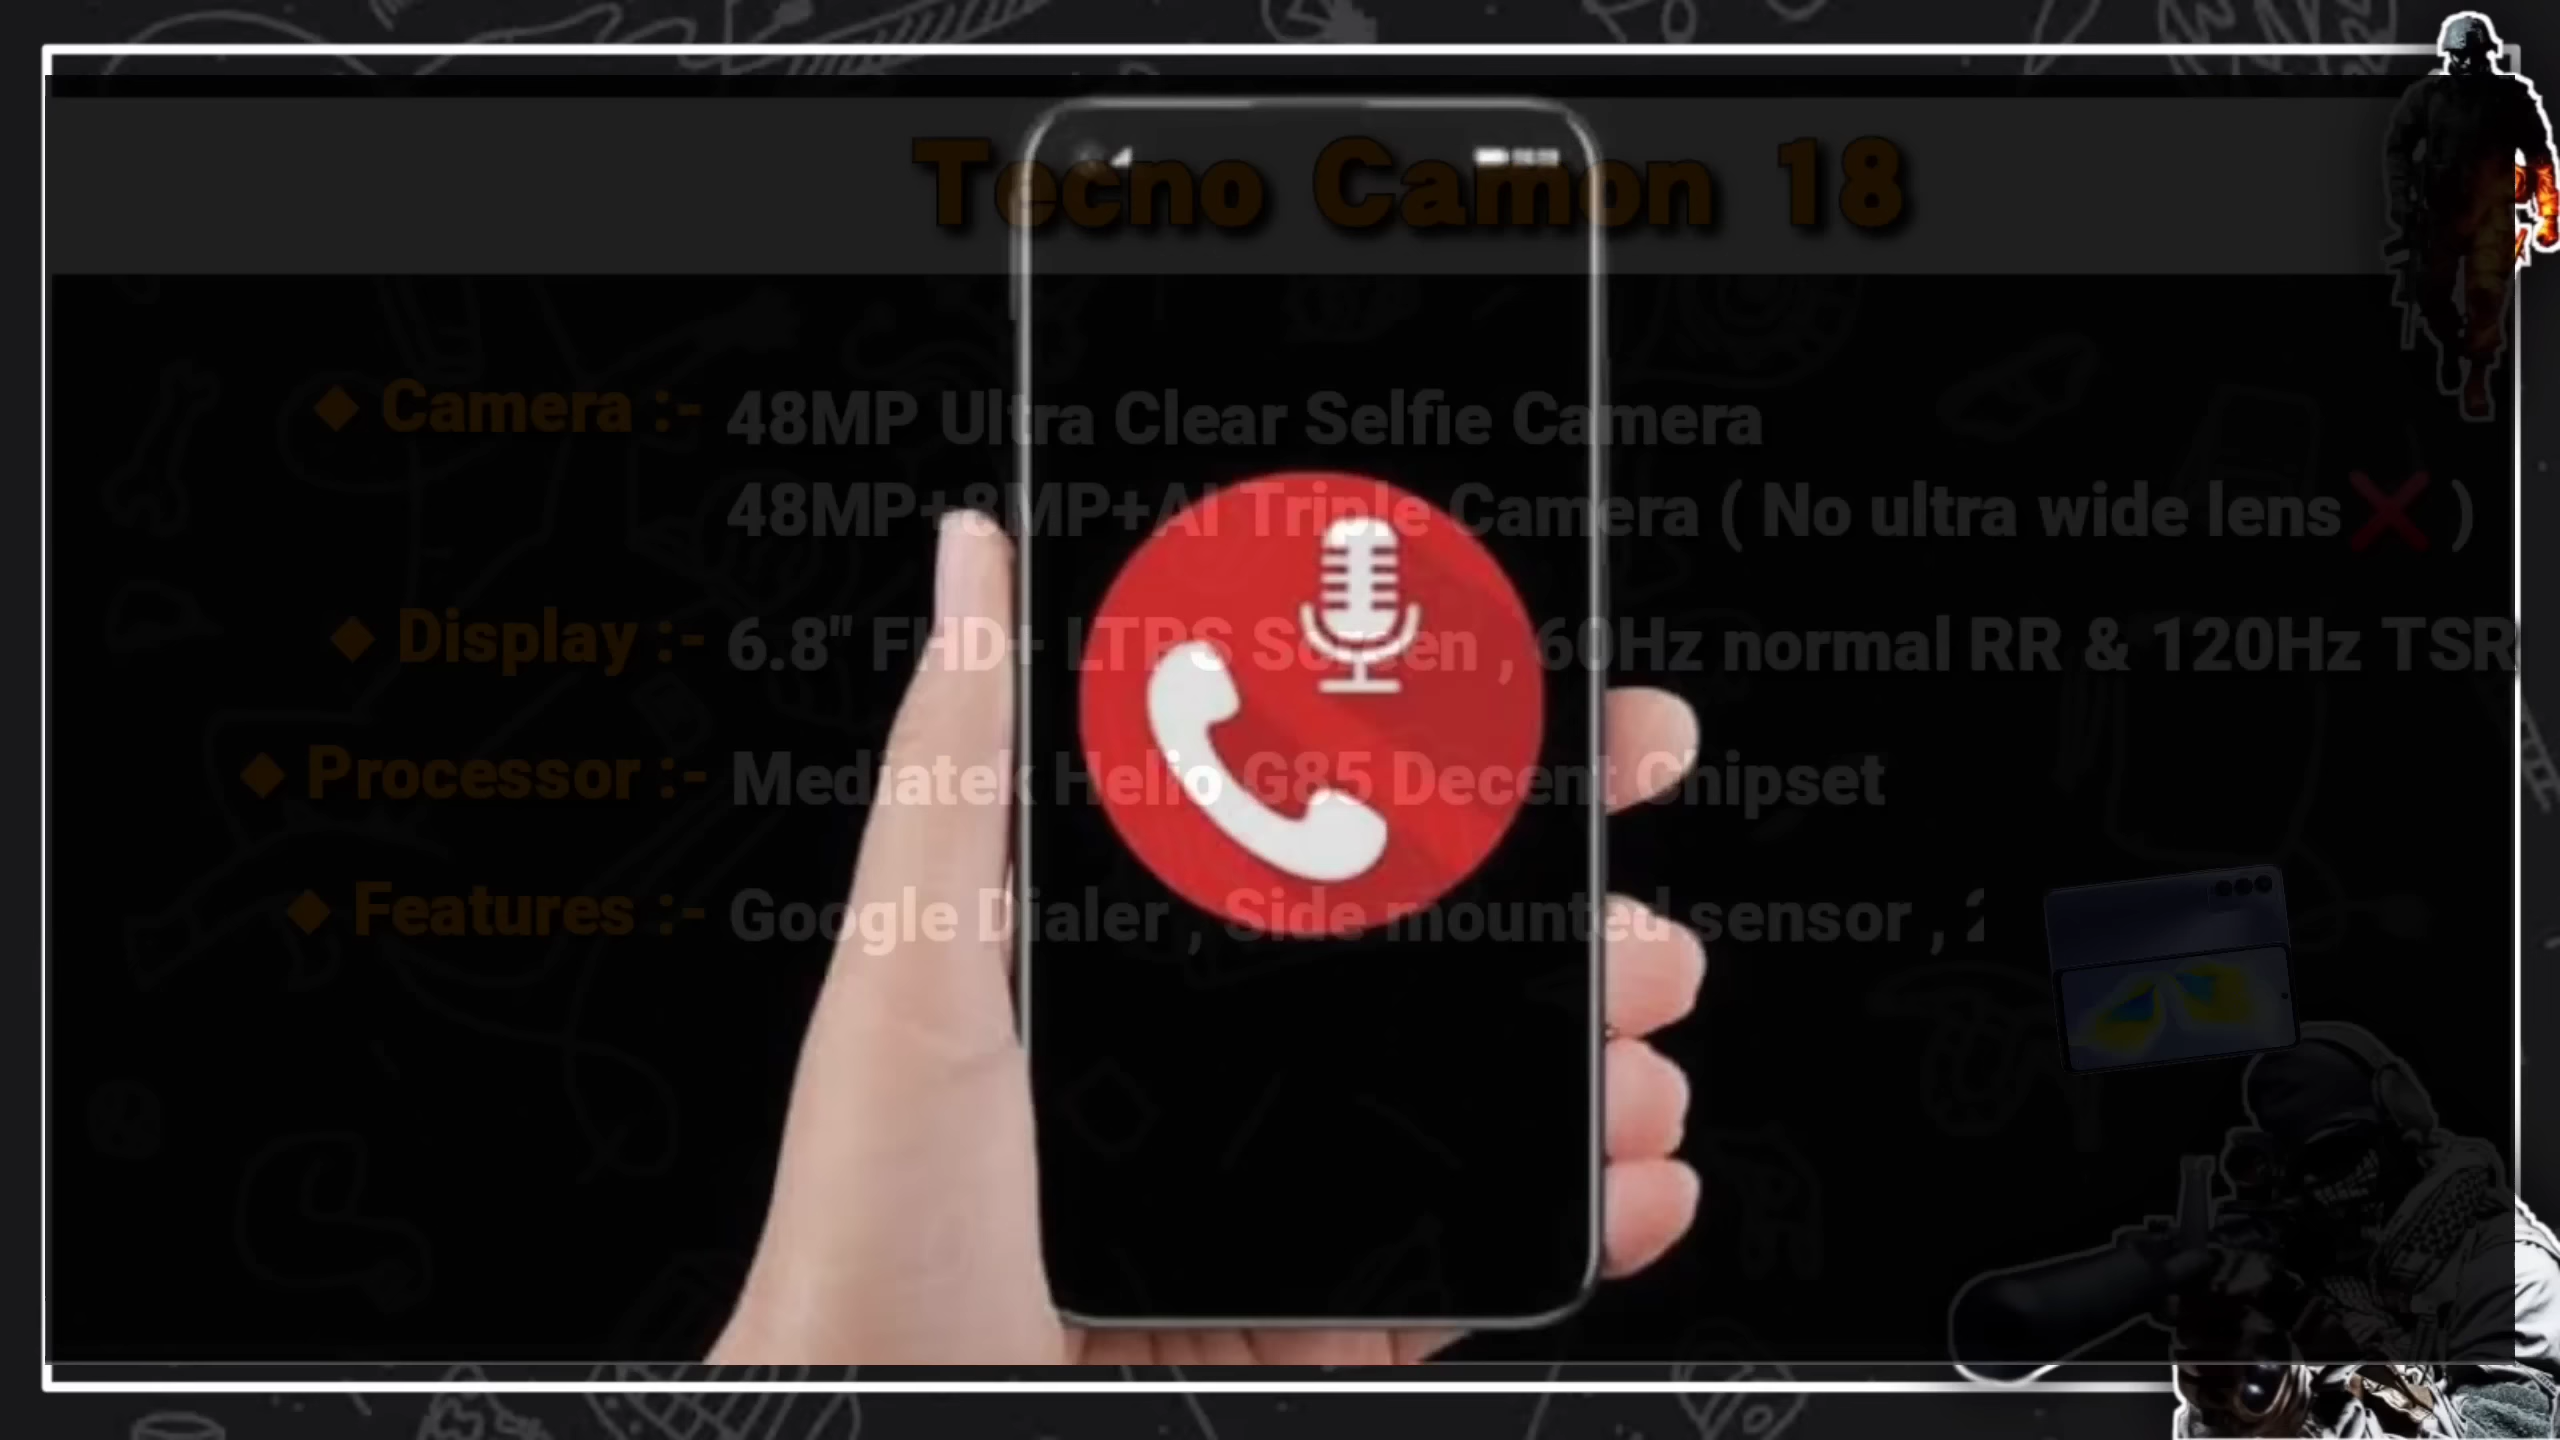 Tecno Camon 18
◆ Camera :- 48MP Ultra Clear Selfie Camera
48MP+8MP+AI Triple Camera ( No ultra wide lens❌ )
◆ Display :- 6.8" FHD+ LTPS Screen , 60Hz normal RR & 120Hz TSR
◆ Processor :- Mediatek Helio G85 Decent Chipset
◆ Features :- Google Dialer , Side mounted sensor , 2